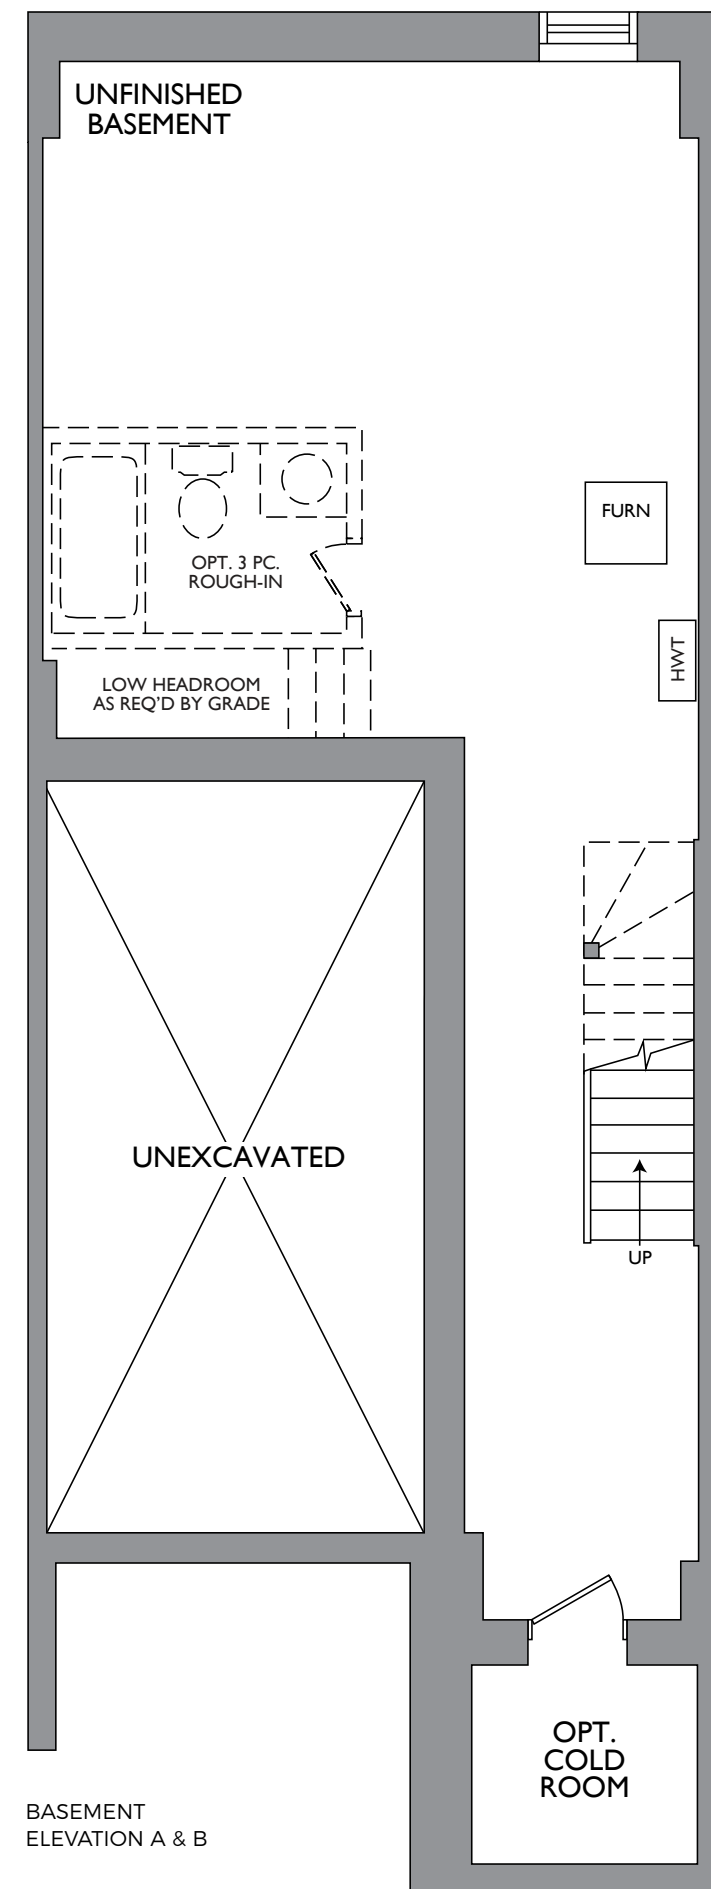 UNFINISHED
BASEMENT
FURN
OPT. 3 PC.
ROUGH-IN
HWT
LOW HEADROOM
AS REQ'D BY GRADE
UNEXCAVATED
UP
OPT.
COLD
ROOM
BASEMENT
ELEVATION A & B